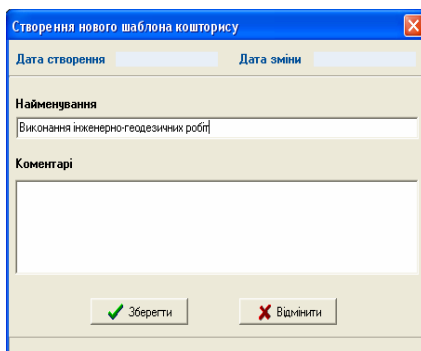 Створення нового шаблона кошторису
Дата створення Дата зміни
Найменування
Виконання інженерно-геодезичних робіт
Коментарі
Зберегти Відмінити